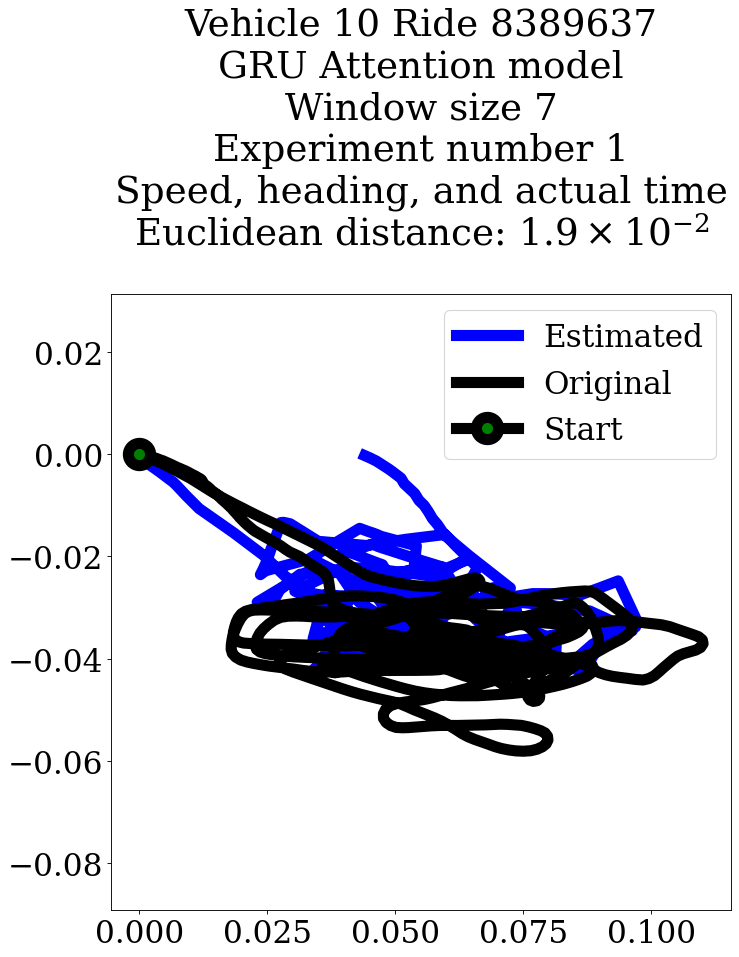 Vehicle 10 Ride 8389637
GRU Attention model
Window size 7
Experiment number 1
Speed, heading, and actual time
Euclidean distance: 1.9 × 10⁻²
Estimated
Original
Start
0.02
0.00
−0.02
−0.04
−0.06
−0.08
0.000 0.025 0.050 0.075 0.100